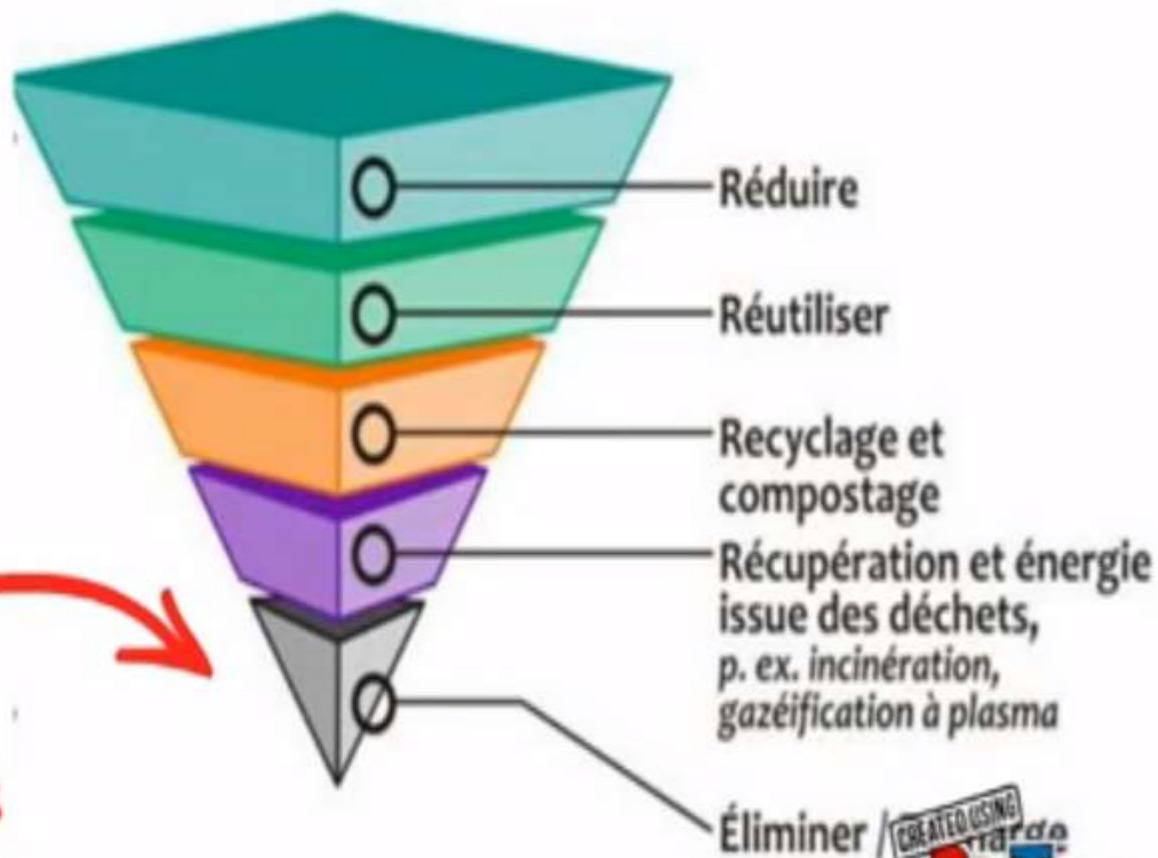 Réduire
Réutiliser
Recyclage et
compostage
Récupération et énergie
issue des déchets,
p. ex. incinération,
gazéification à plasma
Éliminer /
CREATED USING